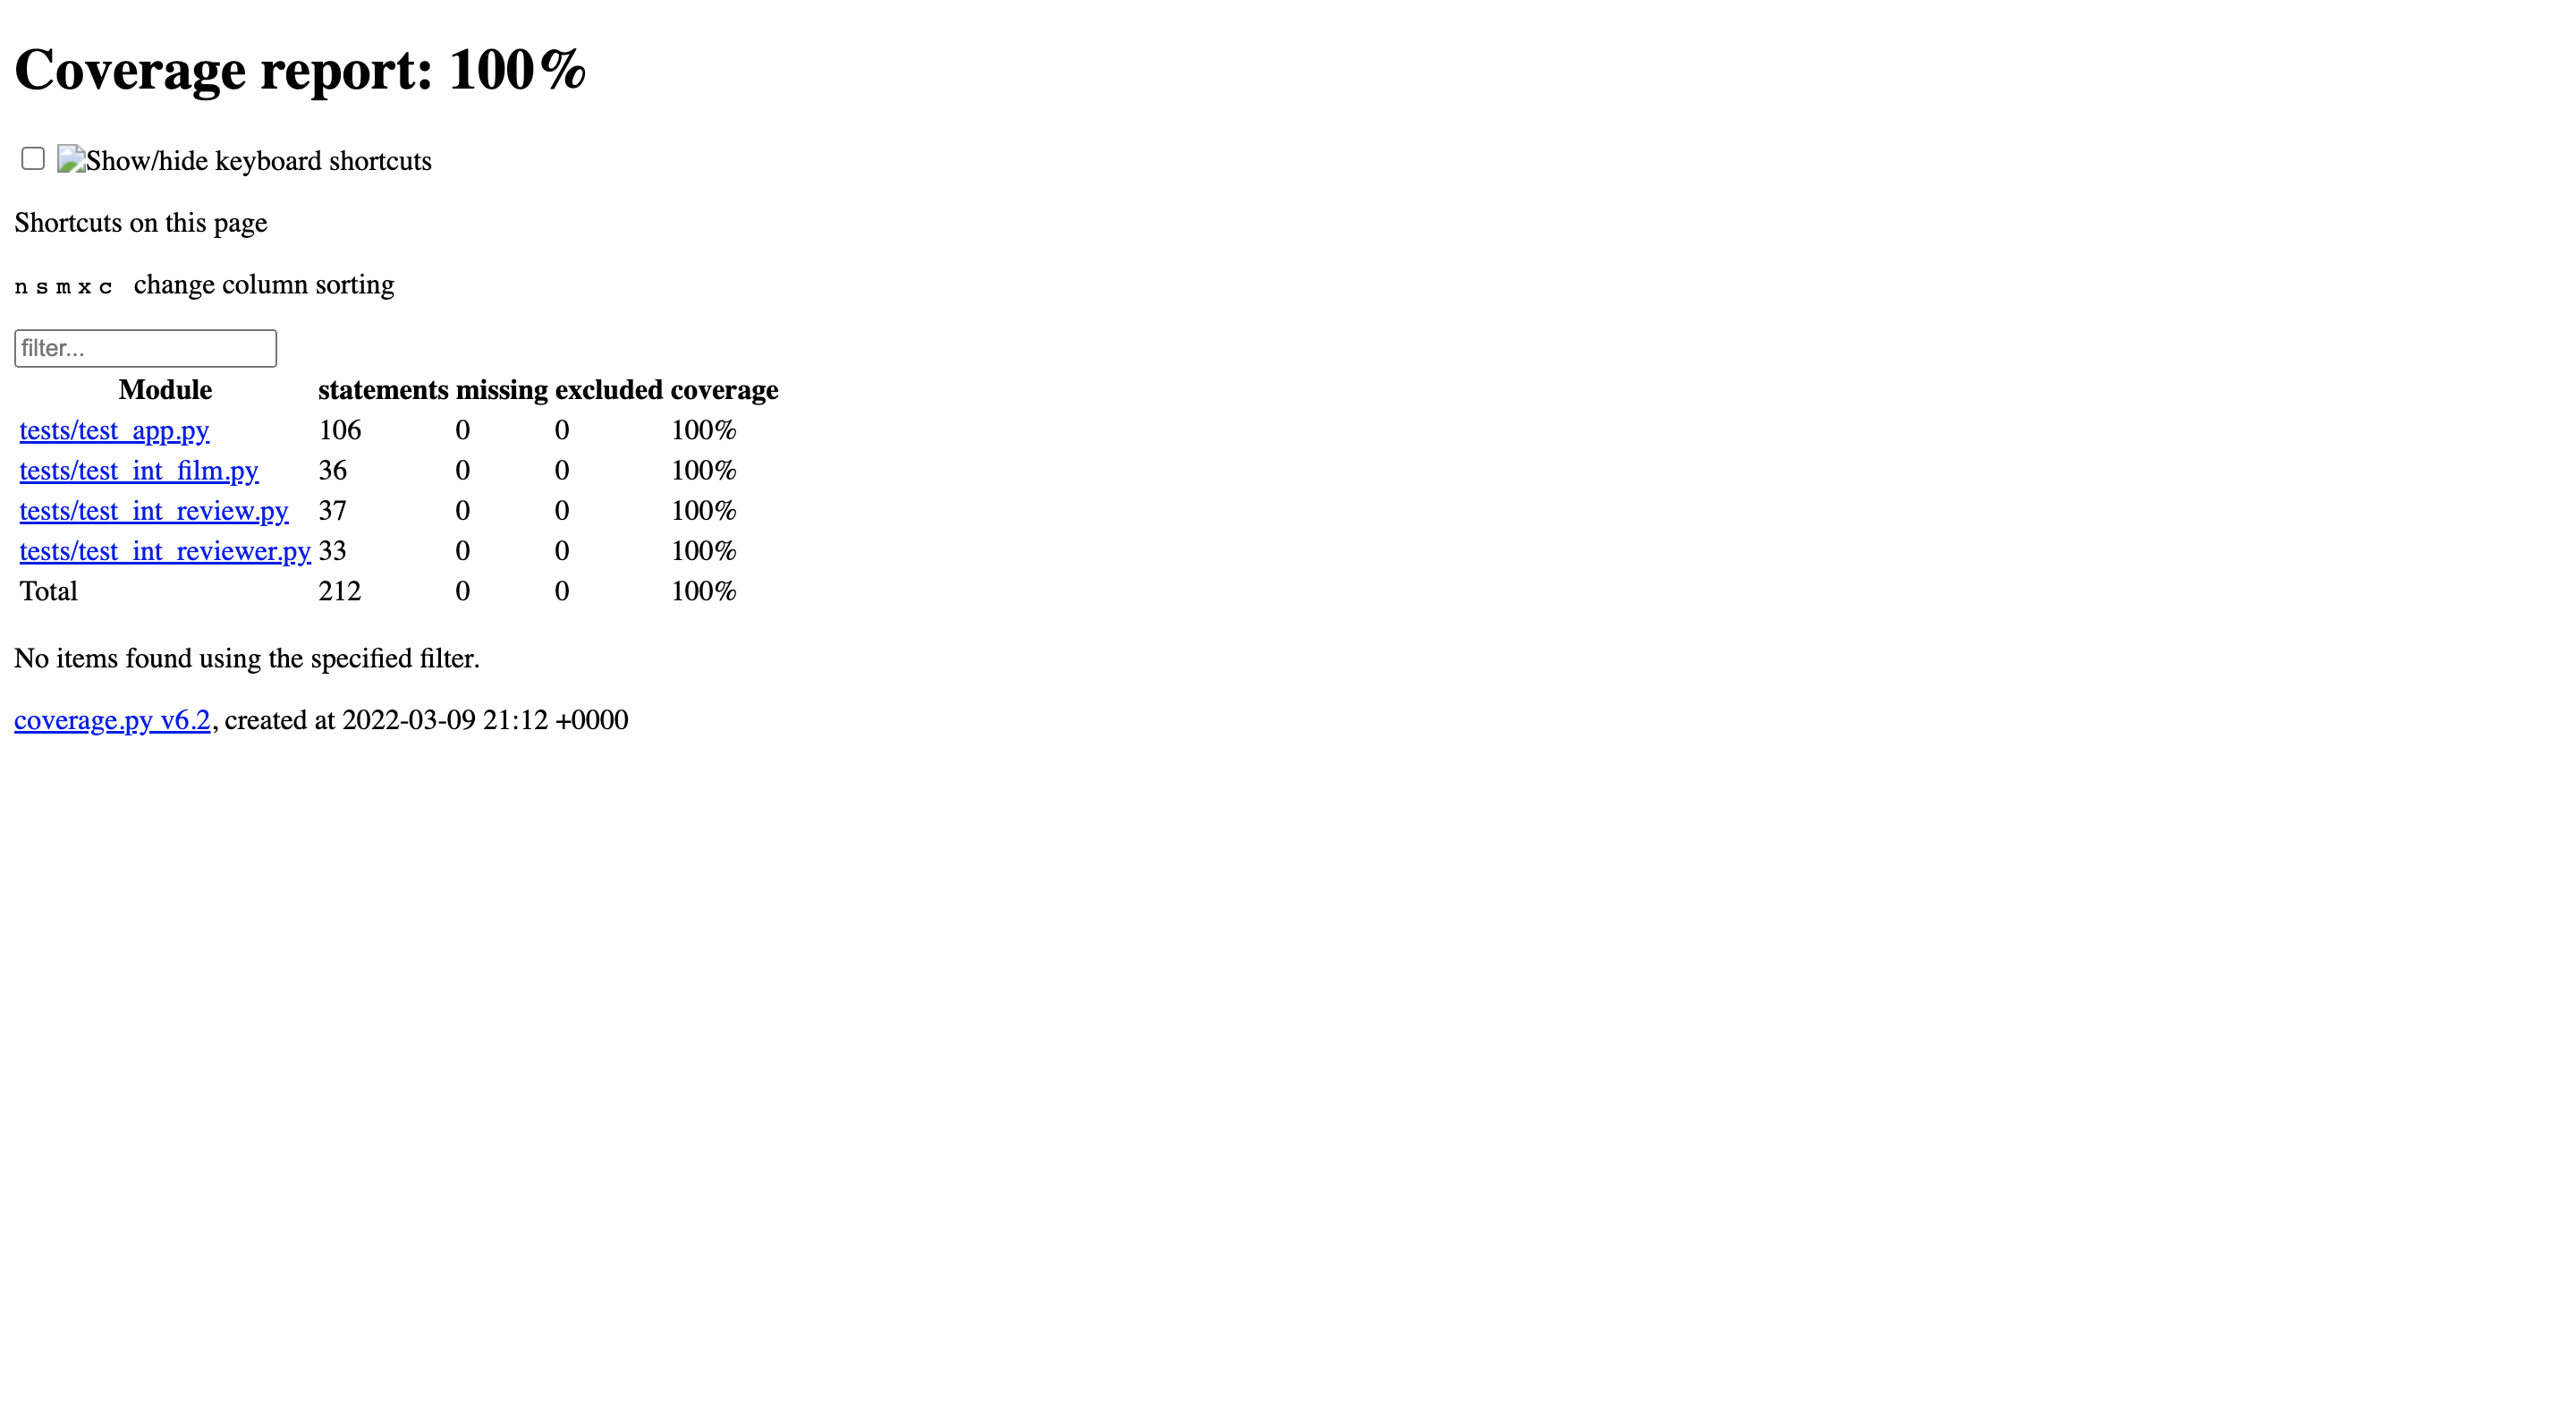 Coverage report: 100%
Show/hide keyboard shortcuts
Shortcuts on this page
n s m x c change column sorting
filter...
Module statements missing excluded coverage
tests/test_app.py 106 0 0 100%
tests/test_int_film.py 36 0 0 100%
tests/test_int_review.py 37 0 0 100%
tests/test_int_reviewer.py 33 0 0 100%
Total 212 0 0 100%
No items found using the specified filter.
coverage.py v6.2, created at 2022-03-09 21:12 +0000